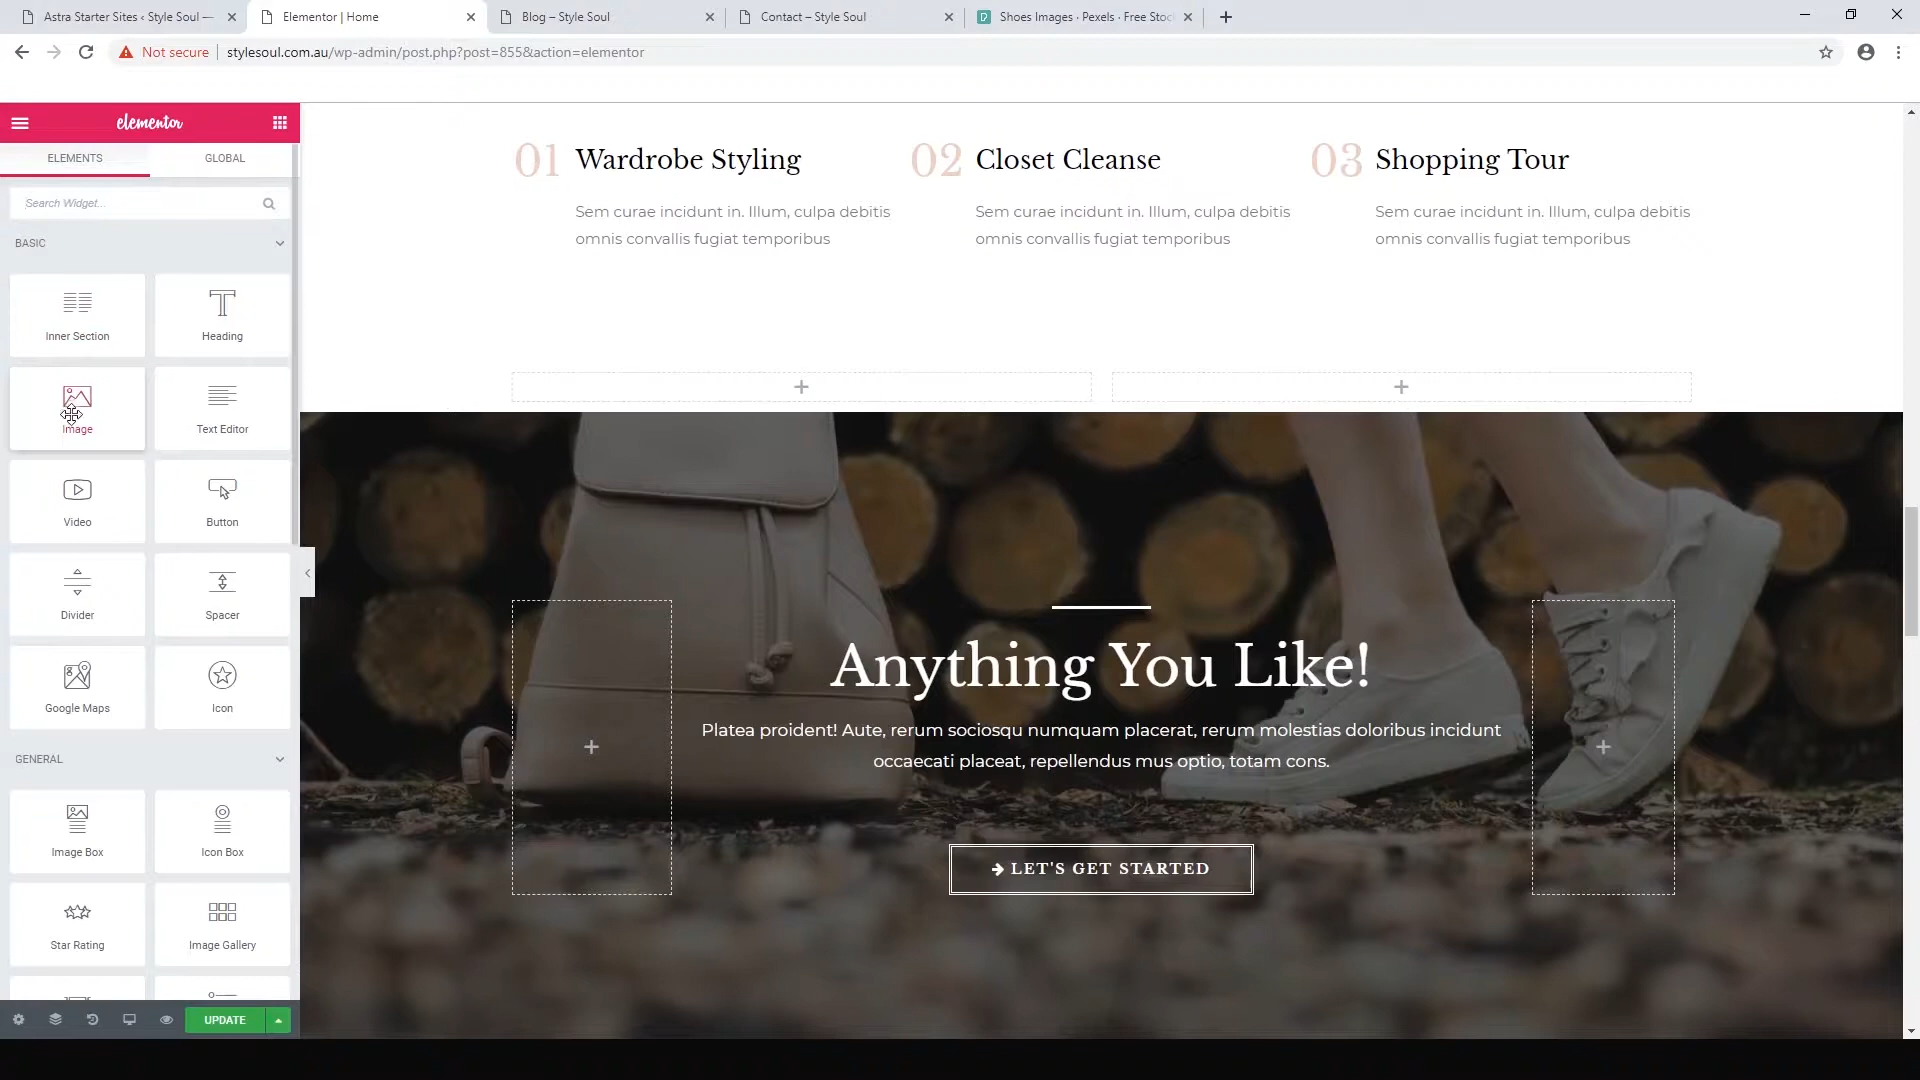 Astra Starter Sites ‹ Style Soul —
Elementor | Home
Blog – Style Soul
Contact – Style Soul
Shoes Images · Pexels · Free Stoc
Not secure
stylesoul.com.au/wp-admin/post.php?post=855&action=elementor
elementor
ELEMENTS
GLOBAL
Search Widget...
BASIC
Inner Section
Heading
Image
Text Editor
Video
Button
Divider
Spacer
Google Maps
Icon
GENERAL
Image Box
Icon Box
Star Rating
Image Gallery
UPDATE
01 Wardrobe Styling
Sem curae incidunt in. Illum, culpa debitis
omnis convallis fugiat temporibus
02 Closet Cleanse
Sem curae incidunt in. Illum, culpa debitis
omnis convallis fugiat temporibus
03 Shopping Tour
Sem curae incidunt in. Illum, culpa debitis
omnis convallis fugiat temporibus
Anything You Like!
Platea proident! Aute, rerum sociosqu numquam placerat, rerum molestias doloribus incidunt
occaecati placeat, repellendus mus optio, totam cons.
LET'S GET STARTED